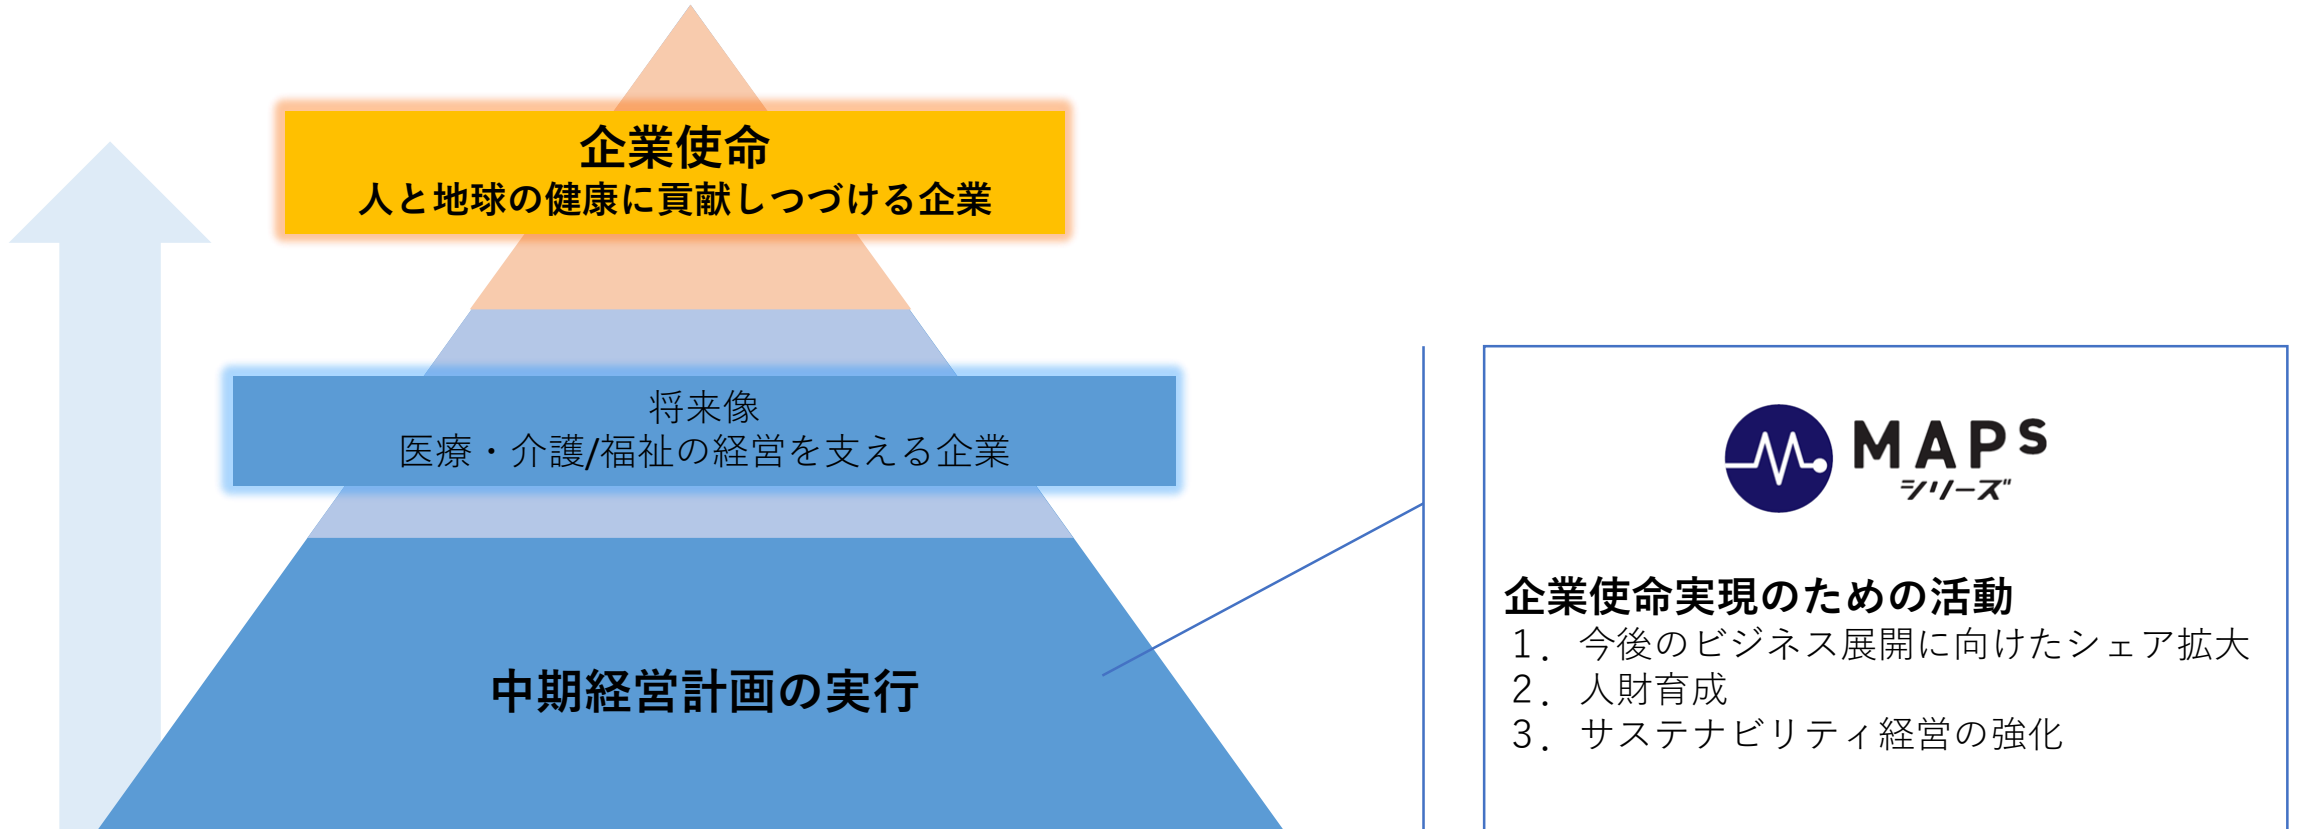 企業使命
人と地球の健康に貢献しつづける企業
将来像
医療・介護/福祉の経営を支える企業
中期経営計画の実行
MAPs
シリーズ
企業使命実現のための活動
1．今後のビジネス展開に向けたシェア拡大
2．人財育成
3．サステナビリティ経営の強化